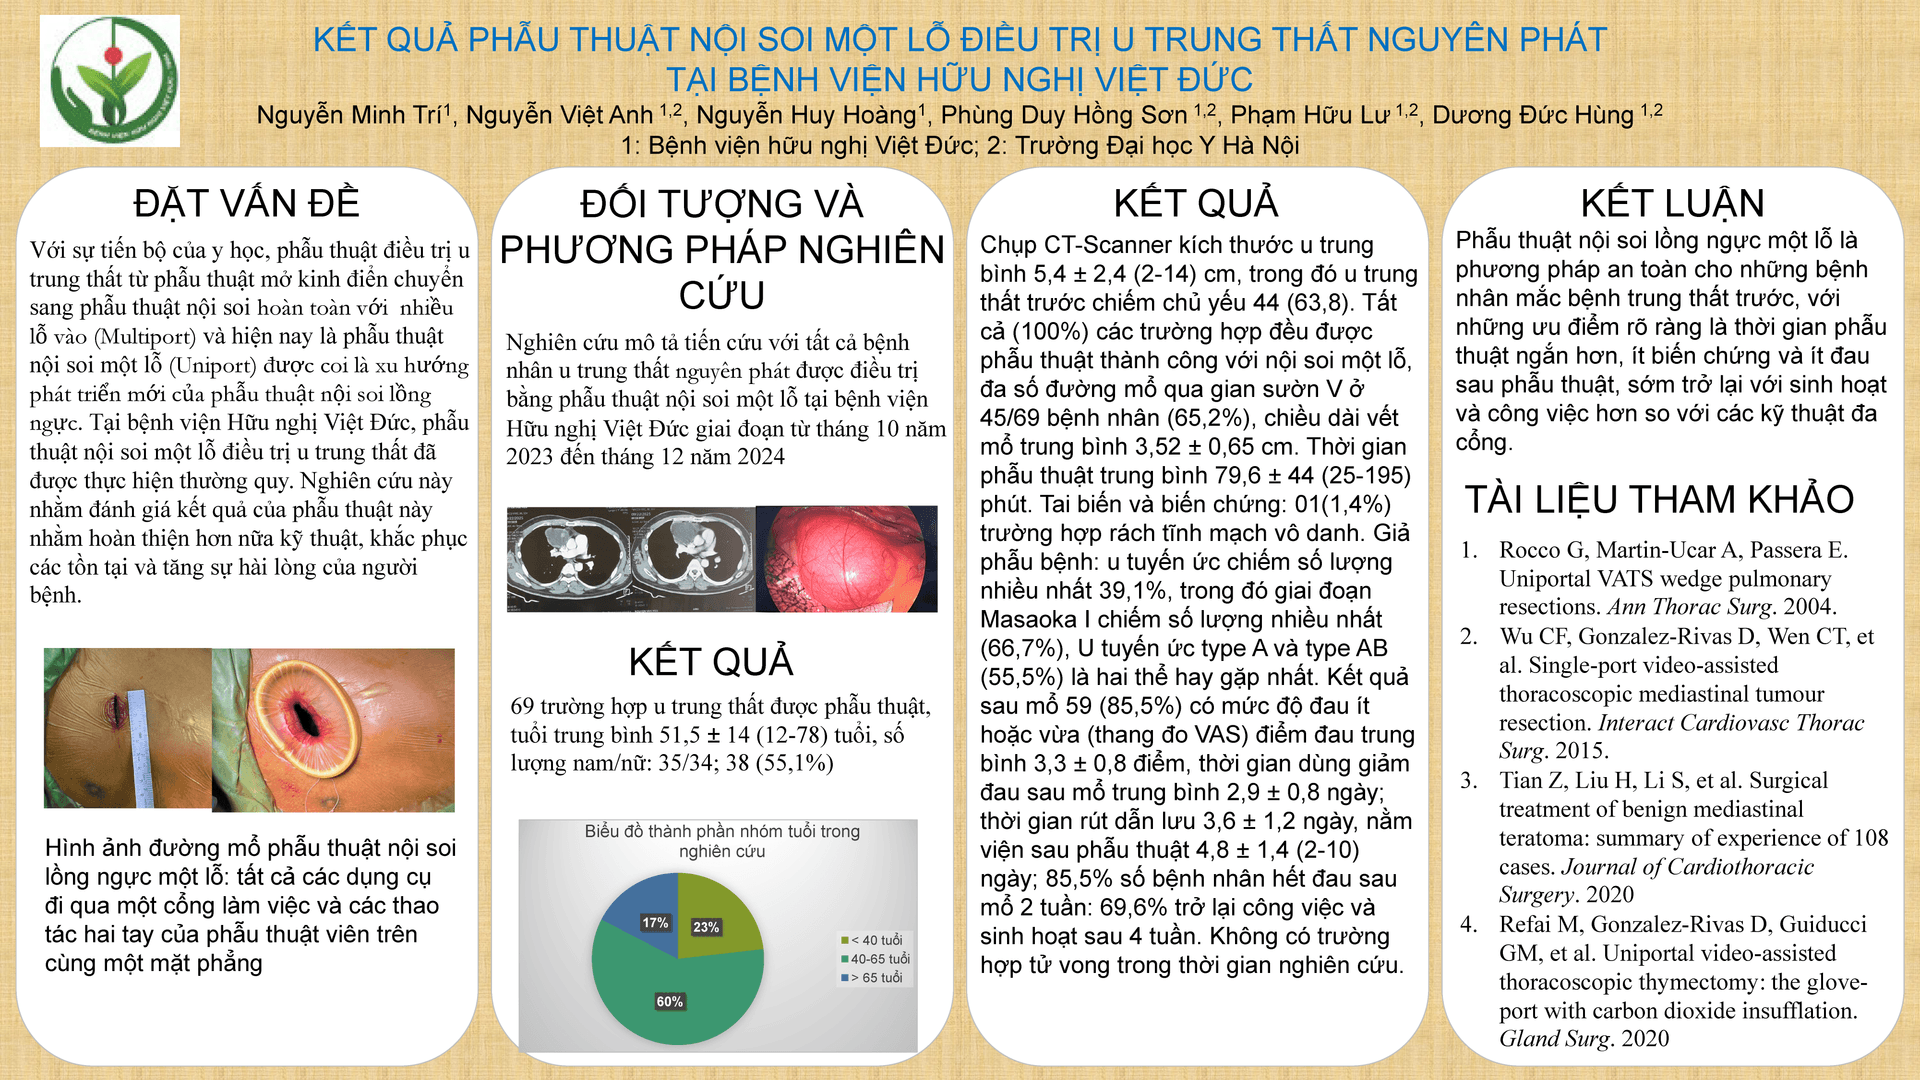 BỆNH VIỆN HỮU NGHỊ VIỆT ĐỨC
KẾT QUẢ PHẪU THUẬT NỘI SOI MỘT LỖ ĐIỀU TRỊ U TRUNG THẤT NGUYÊN PHÁT
TẠI BỆNH VIỆN HỮU NGHỊ VIỆT ĐỨC
Nguyễn Minh Trí¹, Nguyễn Việt Anh ¹,², Nguyễn Huy Hoàng¹, Phùng Duy Hồng Sơn ¹,², Phạm Hữu Lư ¹,², Dương Đức Hùng ¹,²
1: Bệnh viện hữu nghị Việt Đức; 2: Trường Đại học Y Hà Nội
ĐẶT VẤN ĐỀ
Với sự tiến bộ của y học, phẫu thuật điều trị u
trung thất từ phẫu thuật mở kinh điển chuyển
sang phẫu thuật nội soi hoàn toàn với nhiều
lỗ vào (Multiport) và hiện nay là phẫu thuật
nội soi một lỗ (Uniport) được coi là xu hướng
phát triển mới của phẫu thuật nội soi lồng
ngực. Tại bệnh viện Hữu nghị Việt Đức, phẫu
thuật nội soi một lỗ điều trị u trung thất đã
được thực hiện thường quy. Nghiên cứu này
nhằm đánh giá kết quả của phẫu thuật này
nhằm hoàn thiện hơn nữa kỹ thuật, khắc phục
các tồn tại và tăng sự hài lòng của người
bệnh.
Hình ảnh đường mổ phẫu thuật nội soi
lồng ngực một lỗ: tất cả các dụng cụ
đi qua một cổng làm việc và các thao
tác hai tay của phẫu thuật viên trên
cùng một mặt phẳng
ĐỐI TƯỢNG VÀ
PHƯƠNG PHÁP NGHIÊN
CỨU
Nghiên cứu mô tả tiến cứu với tất cả bệnh
nhân u trung thất nguyên phát được điều trị
bằng phẫu thuật nội soi một lỗ tại bệnh viện
Hữu nghị Việt Đức giai đoạn từ tháng 10 năm
2023 đến tháng 12 năm 2024
KẾT QUẢ
69 trường hợp u trung thất được phẫu thuật,
tuổi trung bình 51,5 ± 14 (12-78) tuổi, số
lượng nam/nữ: 35/34; 38 (55,1%)
Biểu đồ thành phần nhóm tuổi trong
nghiên cứu
17%
23%
60%
< 40 tuổi
40-65 tuổi
> 65 tuổi
KẾT QUẢ
Chụp CT-Scanner kích thước u trung
bình 5,4 ± 2,4 (2-14) cm, trong đó u trung
thất trước chiếm chủ yếu 44 (63,8). Tất
cả (100%) các trường hợp đều được
phẫu thuật thành công với nội soi một lỗ,
đa số đường mổ qua gian sườn V ở
45/69 bệnh nhân (65,2%), chiều dài vết
mổ trung bình 3,52 ± 0,65 cm. Thời gian
phẫu thuật trung bình 79,6 ± 44 (25-195)
phút. Tai biến và biến chứng: 01(1,4%)
trường hợp rách tĩnh mạch vô danh. Giả
phẫu bệnh: u tuyến ức chiếm số lượng
nhiều nhất 39,1%, trong đó giai đoạn
Masaoka I chiếm số lượng nhiều nhất
(66,7%), U tuyến ức type A và type AB
(55,5%) là hai thể hay gặp nhất. Kết quả
sau mổ 59 (85,5%) có mức độ đau ít
hoặc vừa (thang đo VAS) điểm đau trung
bình 3,3 ± 0,8 điểm, thời gian dùng giảm
đau sau mổ trung bình 2,9 ± 0,8 ngày;
thời gian rút dẫn lưu 3,6 ± 1,2 ngày, nằm
viện sau phẫu thuật 4,8 ± 1,4 (2-10)
ngày; 85,5% số bệnh nhân hết đau sau
mổ 2 tuần: 69,6% trở lại công việc và
sinh hoạt sau 4 tuần. Không có trường
hợp tử vong trong thời gian nghiên cứu.
KẾT LUẬN
Phẫu thuật nội soi lồng ngực một lỗ là
phương pháp an toàn cho những bệnh
nhân mắc bệnh trung thất trước, với
những ưu điểm rõ ràng là thời gian phẫu
thuật ngắn hơn, ít biến chứng và ít đau
sau phẫu thuật, sớm trở lại với sinh hoạt
và công việc hơn so với các kỹ thuật đa
cổng.
TÀI LIỆU THAM KHẢO
1. Rocco G, Martin-Ucar A, Passera E.
Uniportal VATS wedge pulmonary
resections. Ann Thorac Surg. 2004.
2. Wu CF, Gonzalez-Rivas D, Wen CT, et
al. Single-port video-assisted
thoracoscopic mediastinal tumour
resection. Interact Cardiovasc Thorac
Surg. 2015.
3. Tian Z, Liu H, Li S, et al. Surgical
treatment of benign mediastinal
teratoma: summary of experience of 108
cases. Journal of Cardiothoracic
Surgery. 2020
4. Refai M, Gonzalez-Rivas D, Guiducci
GM, et al. Uniportal video-assisted
thoracoscopic thymectomy: the glove-
port with carbon dioxide insufflation.
Gland Surg. 2020